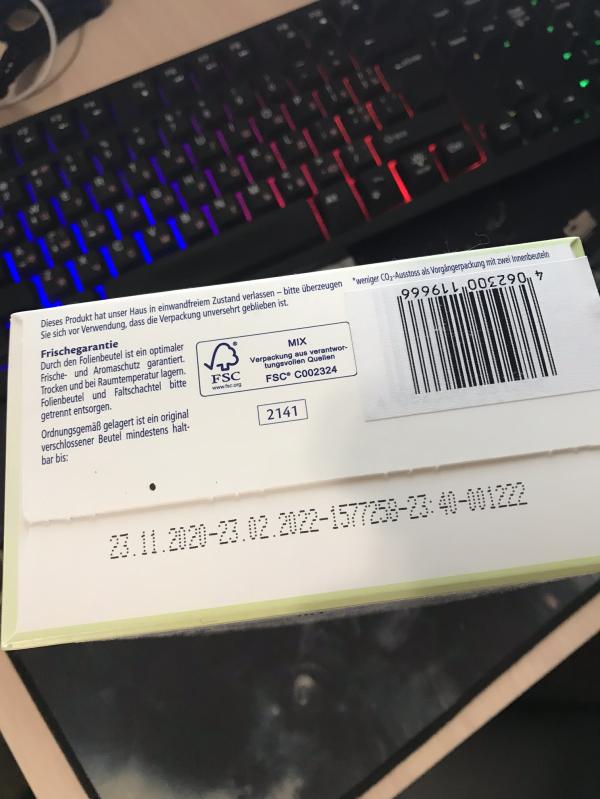 Dieses Produkt hat unser Haus in einwandfreiem Zustand verlassen – bitte überzeugen
Sie sich vor Verwendung, dass die Verpackung unversehrt geblieben ist.
*weniger CO₂-Ausstoss als Vorgängerpackung mit zwei Innenbeuteln
4 062300 119666
Frischegarantie
Durch den Folienbeutel ist ein optimaler
Frische- und Aromaschutz garantiert.
Trocken und bei Raumtemperatur lagern.
Folienbeutel und Faltschachtel bitte
getrennt entsorgen.
Ordnungsgemäß gelagert ist ein original
verschlossener Beutel mindestens halt-
bar bis:
FSC
www.fsc.org
MIX
Verpackung aus verantwor-
tungsvollen Quellen
FSC® C002324
2141
23.11.2020-23.02.2022-1577258-23:40-001222